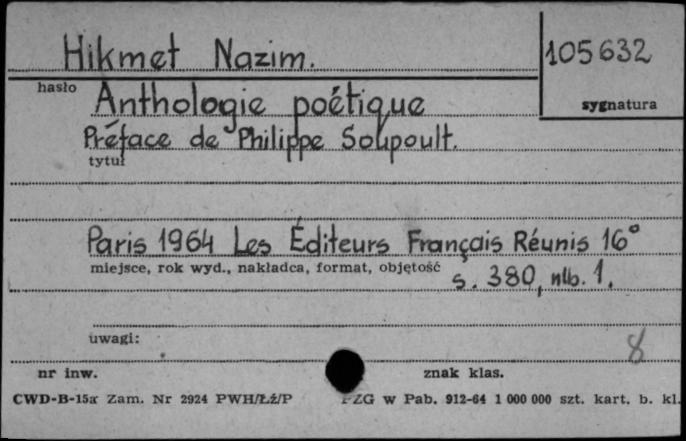 Hikmet Nazim.
105632
hasło
sygnatura
Anthologie poétique
Préface de Philippe Soupoult.
tytuł
Paris 1964 Les Éditeurs Français Réunis 16°
miejsce, rok wyd., nakładca, format, objętość
s. 380, nlb. 1.
uwagi:
8
nr inw.
znak klas.
CWD-B-15a Zam. Nr 2924 PWH/Łź/P
PZG w Pab. 912-64 1 000 000 szt. kart. b. kl.